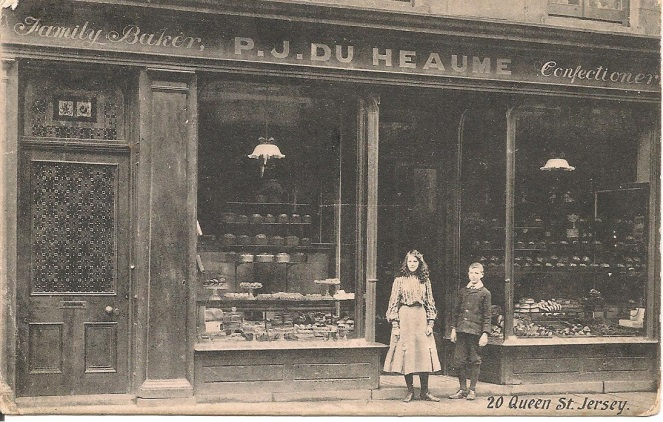 Family Baker, P. J. DU HEAUME Confectioner
20 Queen St. Jersey.